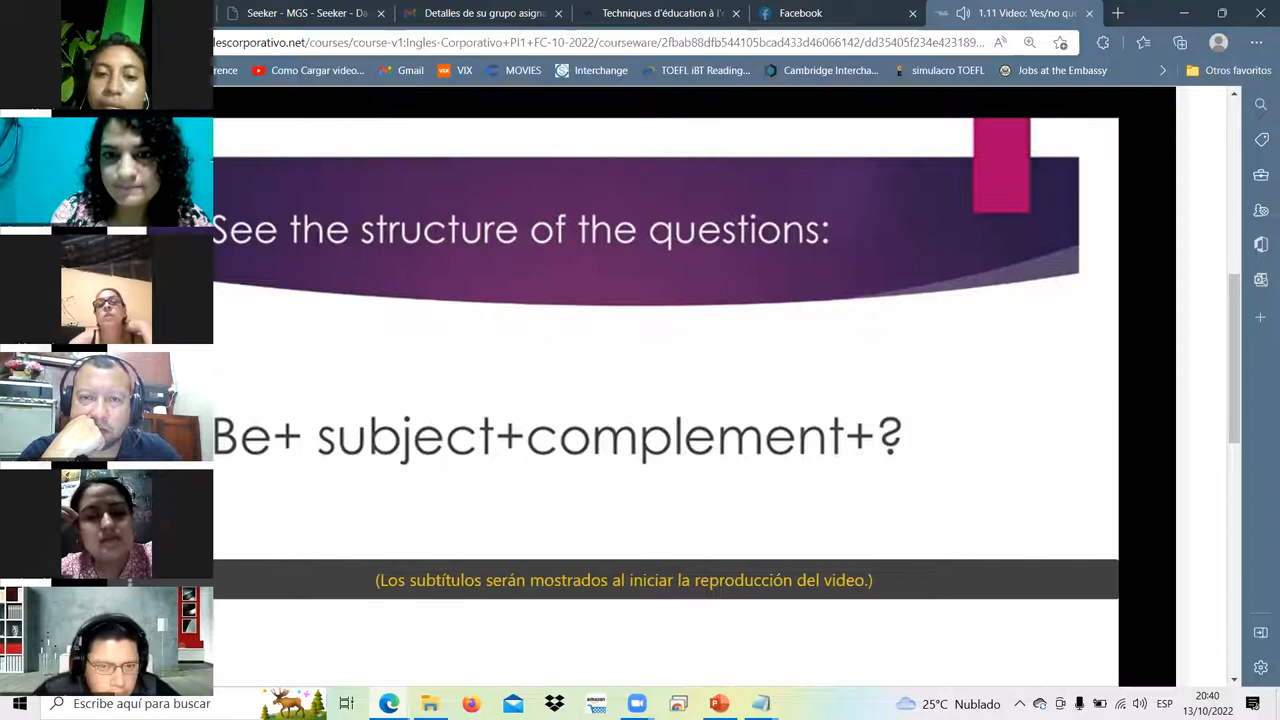 Seeker - MGS - Seeker - Da
Detalles de su grupo asigna
Techniques d'éducation à l'
Facebook
1.11 Video: Yes/no qu
lescorporativo.net/courses/course-v1:Ingles-Corporativo+PI1+FC-10-2022/courseware/2fbab88dfb544105bcad433d46066142/dd35405f234e423189...
rence
Como Cargar video...
Gmail
VIX
MOVIES
Interchange
TOEFL iBT Reading...
Cambridge Intercha...
simulacro TOEFL
Jobs at the Embassy
Otros favoritos
See the structure of the questions:
Be+ subject+complement+?
(Los subtítulos serán mostrados al iniciar la reproducción del video.)
Escribe aquí para buscar
25°C Nublado
ESP
20:40
13/10/2022